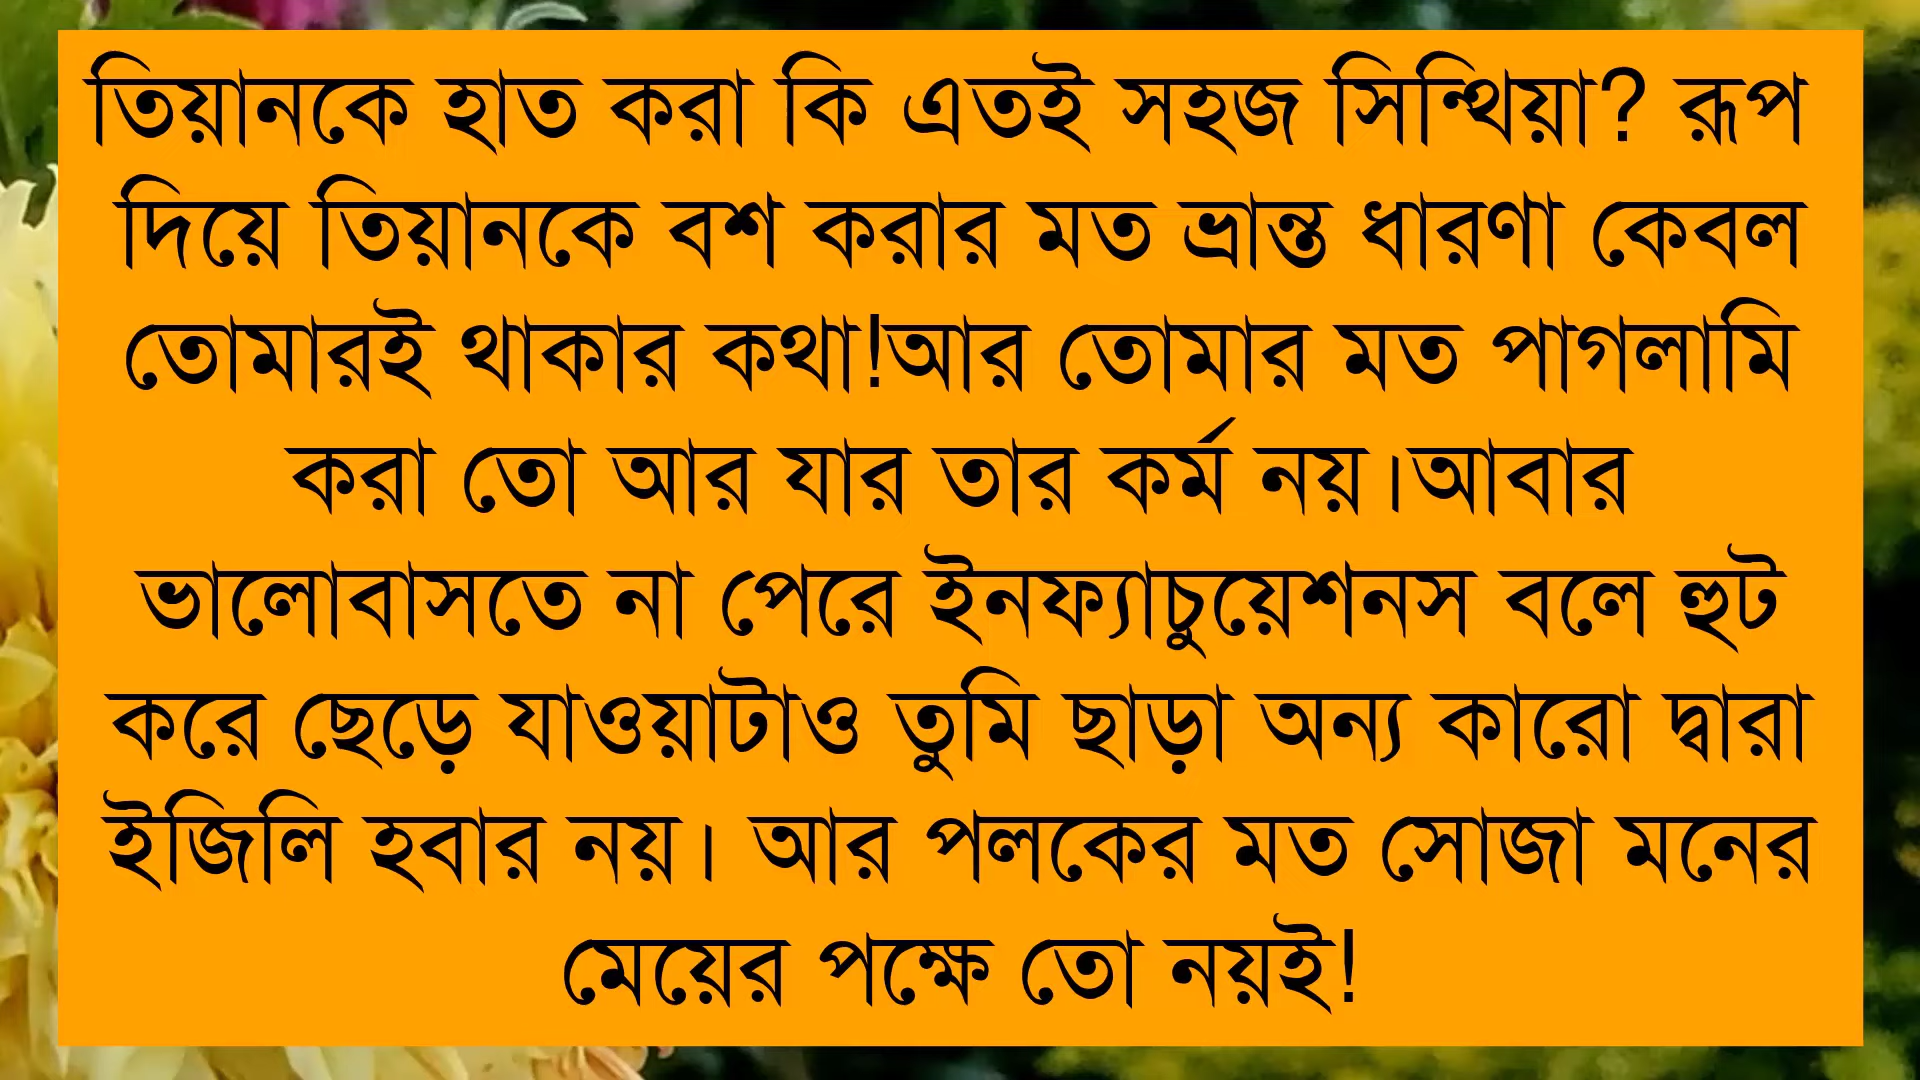 তিয়ানকে হাত করা কি এতই সহজ সিন্থিয়া? রূপ
দিয়ে তিয়ানকে বশ করার মত ভ্রান্ত ধারণা কেবল
তোমারই থাকার কথা!আর তোমার মত পাগলামি
করা তো আর যার তার কর্ম নয়।আবার
ভালোবাসতে না পেরে ইনফ্যাচুয়েশনস বলে হুট
করে ছেড়ে যাওয়াটাও তুমি ছাড়া অন্য কারো দ্বারা
ইজিলি হবার নয়। আর পলকের মত সোজা মনের
মেয়ের পক্ষে তো নয়ই!